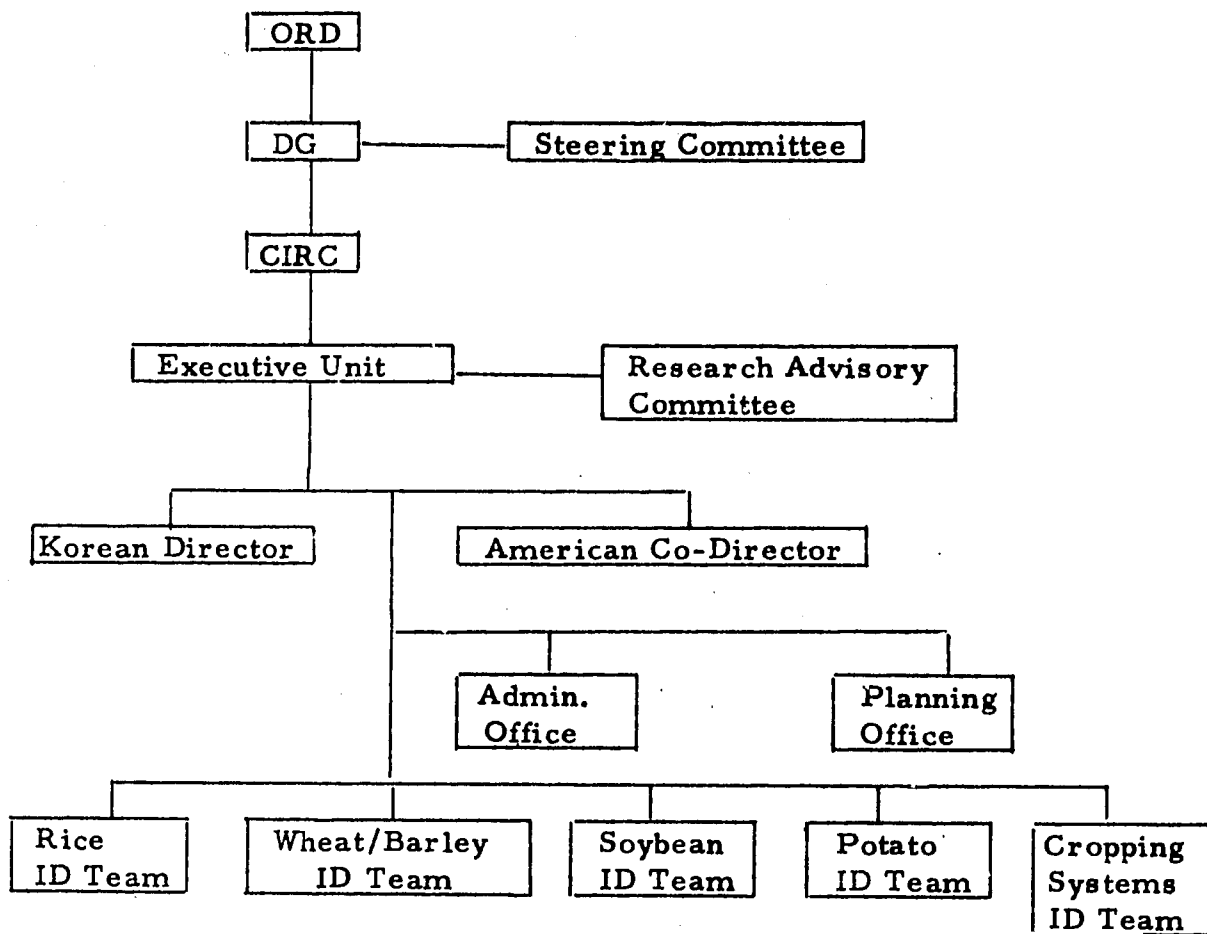 ORD
DG
Steering Committee
CIRC
Executive Unit
Research Advisory
Committee
Korean Director
American Co-Director
Admin.
Office
Planning
Office
Rice
ID Team
Wheat/Barley
ID Team
Soybean
ID Team
Potato
ID Team
Cropping
Systems
ID Team